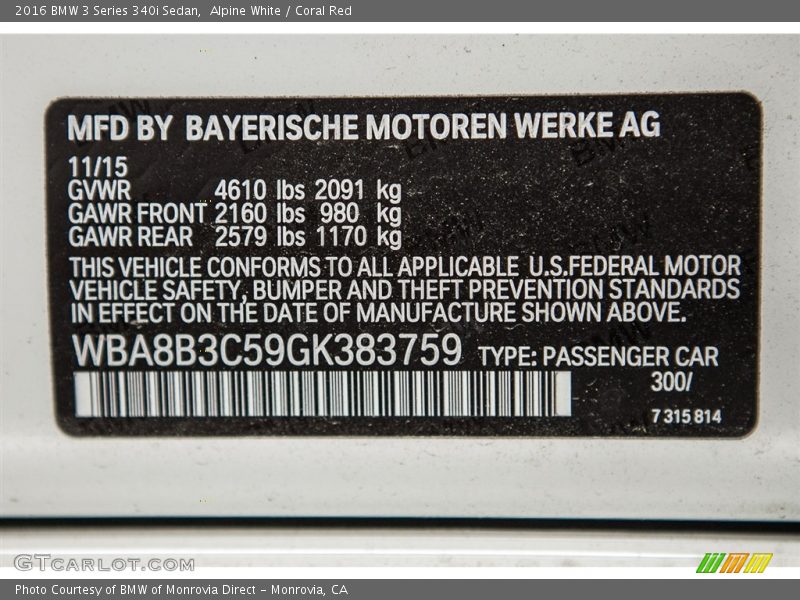 2016 BMW 3 Series 340i Sedan, Alpine White / Coral Red
MFD BY BAYERISCHE MOTOREN WERKE AG
11/15
GVWR 4610 lbs 2091 kg
GAWR FRONT 2160 lbs 980 kg
GAWR REAR 2579 lbs 1170 kg
THIS VEHICLE CONFORMS TO ALL APPLICABLE U.S.FEDERAL MOTOR
VEHICLE SAFETY, BUMPER AND THEFT PREVENTION STANDARDS
IN EFFECT ON THE DATE OF MANUFACTURE SHOWN ABOVE.
WBA8B3C59GK383759 TYPE: PASSENGER CAR
300/
7 315 814
GTCARLOT.COM
Photo Courtesy of BMW of Monrovia Direct - Monrovia, CA